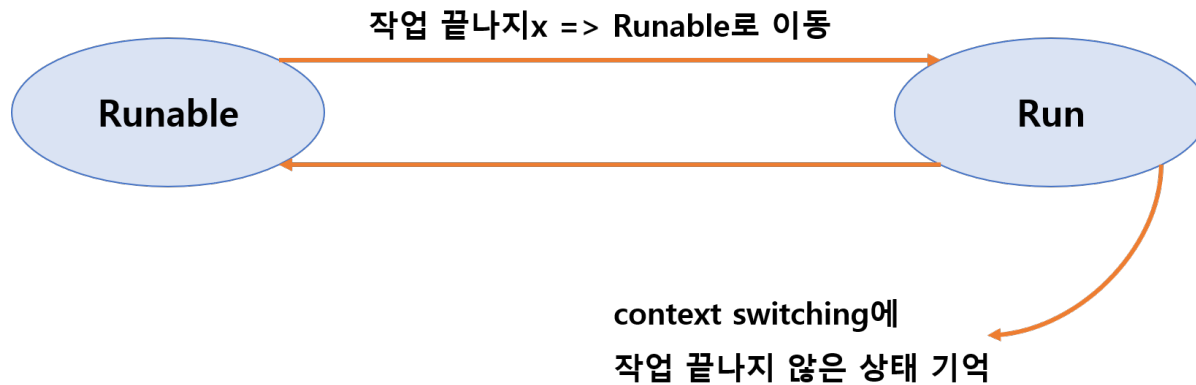 작업 끝나지x => Runable로 이동
Runable
Run
context switching에
작업 끝나지 않은 상태 기억